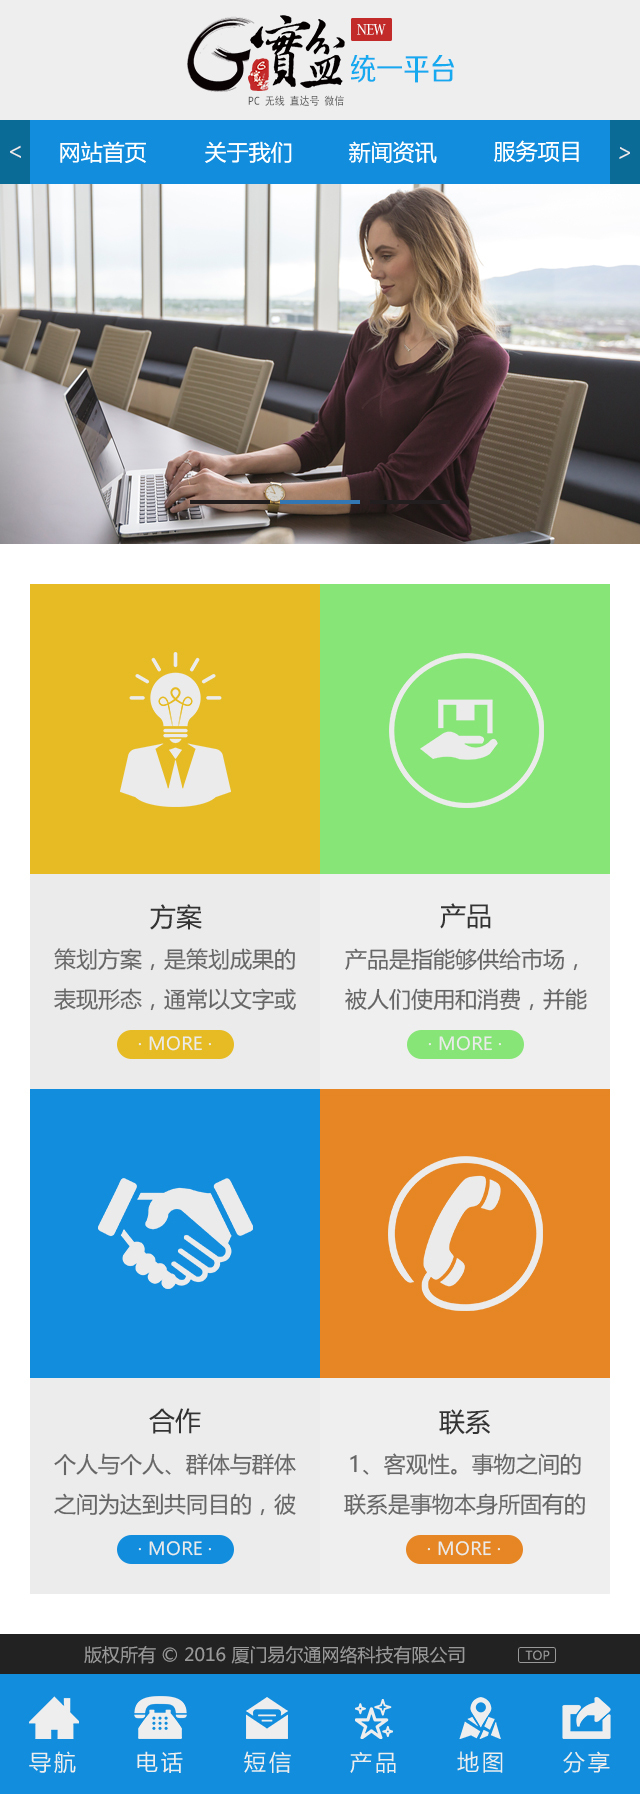 G實盆
NEW
统一平台
PC 无线 直达号 微信
< 网站首页 关于我们 新闻资讯 服务项目 >
方案
策划方案，是策划成果的
表现形态，通常以文字或
· MORE ·
产品
产品是指能够供给市场，
被人们使用和消费，并能
· MORE ·
合作
个人与个人、群体与群体
之间为达到共同目的，彼
· MORE ·
联系
1、客观性。事物之间的
联系是事物本身所固有的
· MORE ·
版权所有 © 2016 厦门易尔通网络科技有限公司
TOP
导航 电话 短信 产品 地图 分享